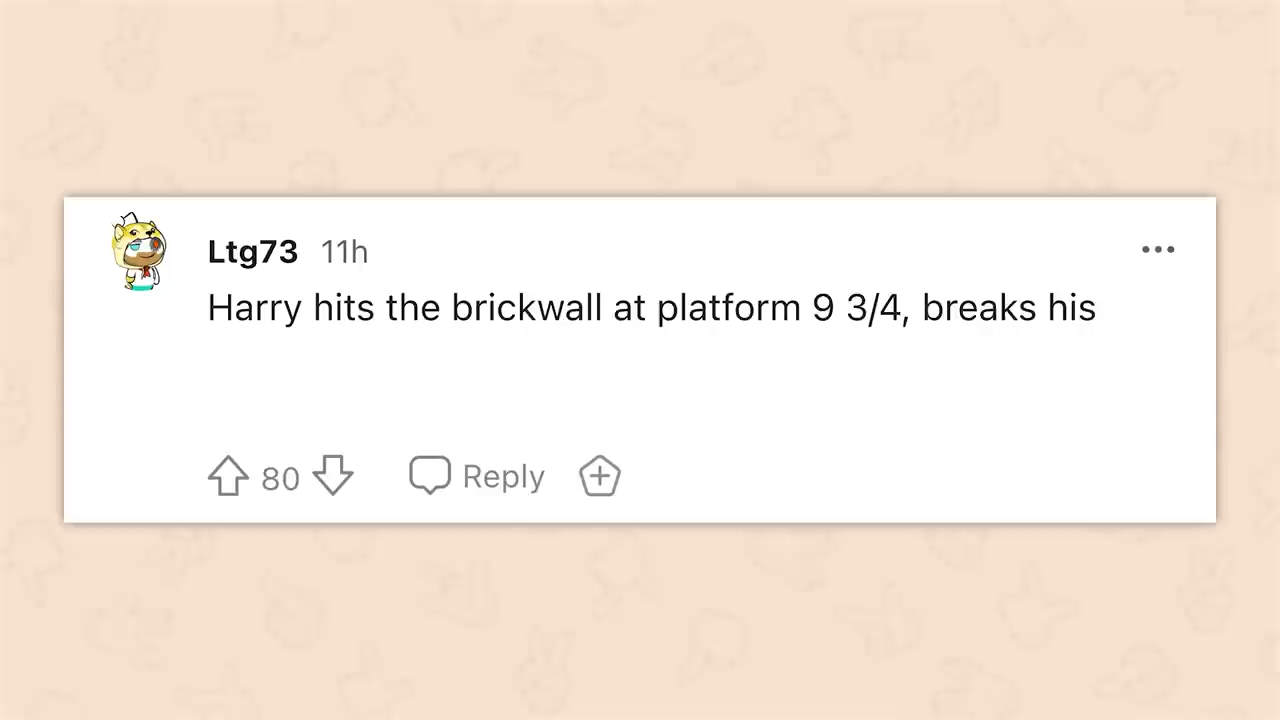 Ltg73 11h
Harry hits the brickwall at platform 9 3/4, breaks his
80 Reply